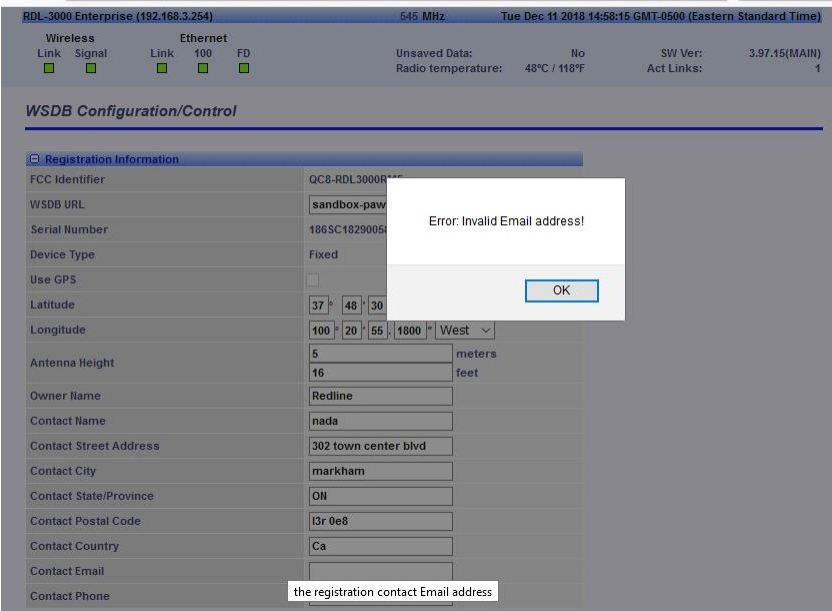 RDL-3000 Enterprise (192.168.3.254) 545 MHz Tue Dec 11 2018 14:58:15 GMT-0500 (Eastern Standard Time)
Wireless Ethernet
Link Signal Link 100 FD Unsaved Data: No SW Ver: 3.97.15(MAIN)
Radio temperature: 48°C / 118°F Act Links: 1
WSDB Configuration/Control
Registration Information
FCC Identifier QC8-RDL3000
WSDB URL sandbox-paw
Serial Number 186SC1829005
Device Type Fixed
Use GPS
Latitude 37 ° 48 ' 30
Longitude 100 ° 20 ' 55 . 1800 " West
Antenna Height
5 meters
16 feet
Owner Name Redline
Contact Name nada
Contact Street Address 302 town center blvd
Contact City markham
Contact State/Province ON
Contact Postal Code l3r 0e8
Contact Country Ca
Contact Email
Contact Phone
Error: Invalid Email address!
OK
the registration contact Email address